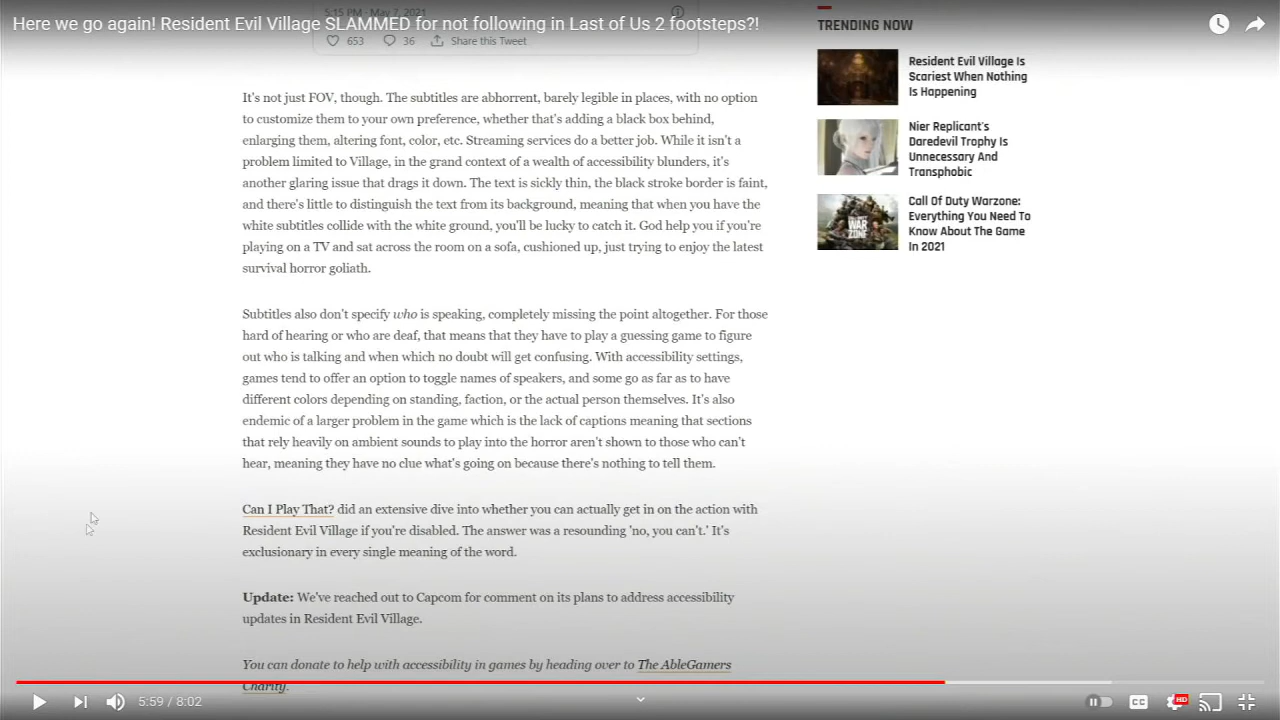 5:15 PM · May 7, 2021
Here we go again! Resident Evil Village SLAMMED for not following in Last of Us 2 footsteps?!
653 36 Share this Tweet
It's not just FOV, though. The subtitles are abhorrent, barely legible in places, with no option
to customize them to your own preference, whether that's adding a black box behind,
enlarging them, altering font, color, etc. Streaming services do a better job. While it isn't a
problem limited to Village, in the grand context of a wealth of accessibility blunders, it's
another glaring issue that drags it down. The text is sickly thin, the black stroke border is faint,
and there's little to distinguish the text from its background, meaning that when you have the
white subtitles collide with the white ground, you'll be lucky to catch it. God help you if you're
playing on a TV and sat across the room on a sofa, cushioned up, just trying to enjoy the latest
survival horror goliath.
Subtitles also don't specify who is speaking, completely missing the point altogether. For those
hard of hearing or who are deaf, that means that they have to play a guessing game to figure
out who is talking and when which no doubt will get confusing. With accessibility settings,
games tend to offer an option to toggle names of speakers, and some go as far as to have
different colors depending on standing, faction, or the actual person themselves. It's also
endemic of a larger problem in the game which is the lack of captions meaning that sections
that rely heavily on ambient sounds to play into the horror aren't shown to those who can't
hear, meaning they have no clue what's going on because there's nothing to tell them.
Can I Play That? did an extensive dive into whether you can actually get in on the action with
Resident Evil Village if you're disabled. The answer was a resounding 'no, you can't.' It's
exclusionary in every single meaning of the word.
Update: We've reached out to Capcom for comment on its plans to address accessibility
updates in Resident Evil Village.
You can donate to help with accessibility in games by heading over to The AbleGamers
Charity.
TRENDING NOW
Resident Evil Village Is
Scariest When Nothing
Is Happening
Nier Replicant's
Daredevil Trophy Is
Unnecessary And
Transphobic
CALL OF DUTY
WAR
ZONE
Call Of Duty Warzone:
Everything You Need To
Know About The Game
In 2021
5:59 / 8:02
CC
HD